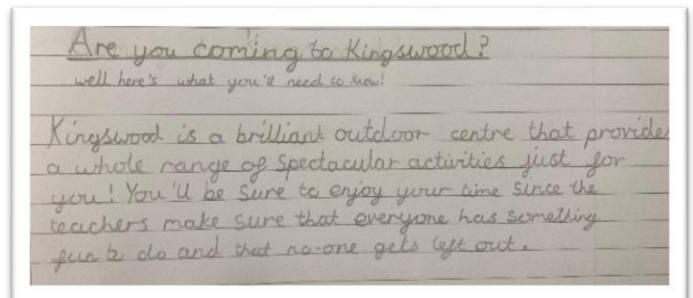 Are you coming to Kingswood?
well here's what you'll need to know!
Kingswood is a brilliant outdoor centre that provide
a whole range of spectacular activities just for
you! You'll be sure to enjoy your time since the
teachers make sure that everyone has something
fun to do and that no-one gets left out.